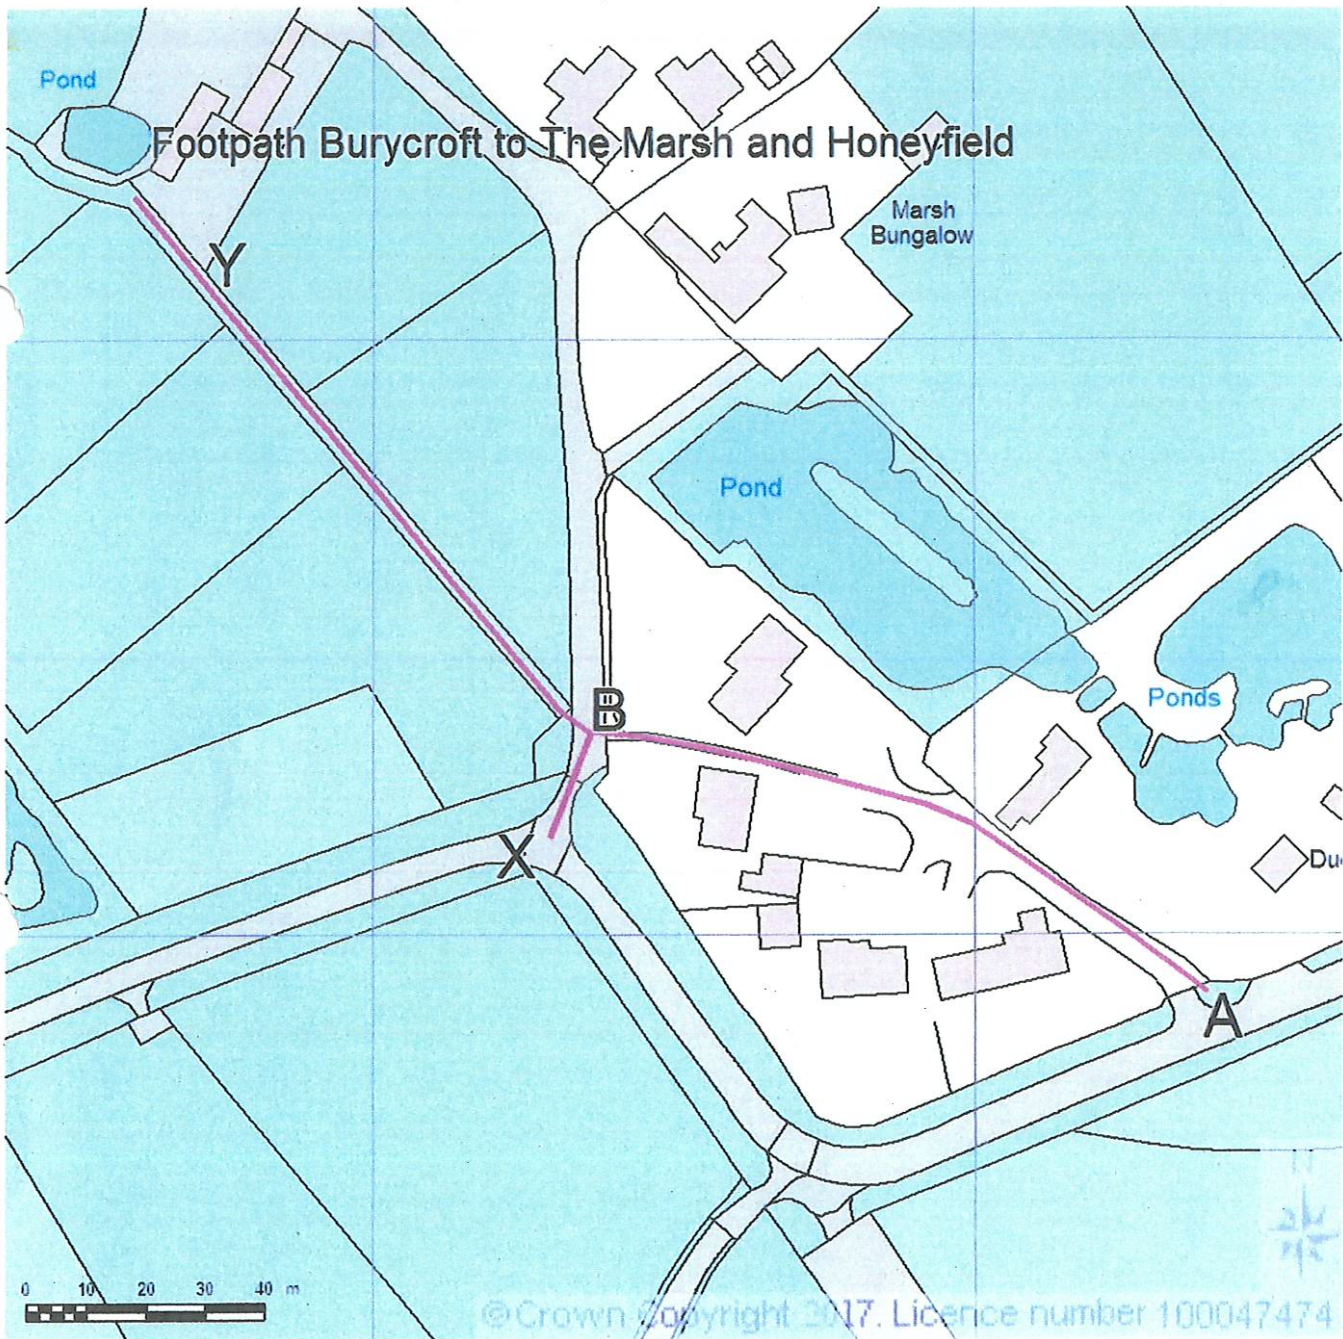 Pond
Footpath Burycroft to The Marsh and Honeyfield
Marsh
Bungalow
Y
Pond
B
Ponds
X
A
N
0 10 20 30 40 m
©Crown Copyright 2017. Licence number 100047474